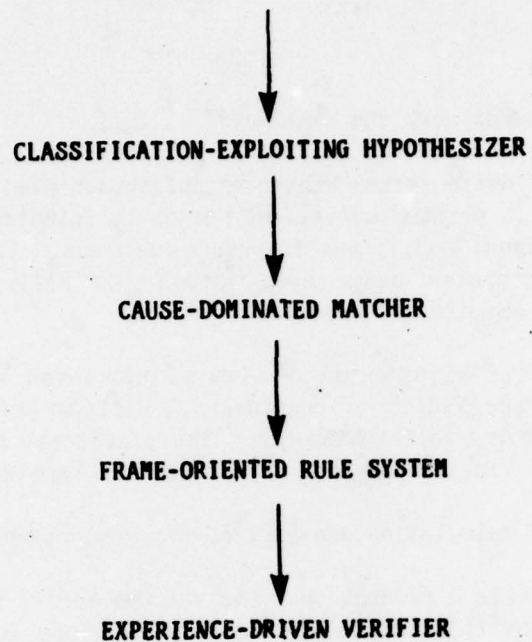 CLASSIFICATION-EXPLOITING HYPOTHESIZER
CAUSE-DOMINATED MATCHER
FRAME-ORIENTED RULE SYSTEM
EXPERIENCE-DRIVEN VERIFIER